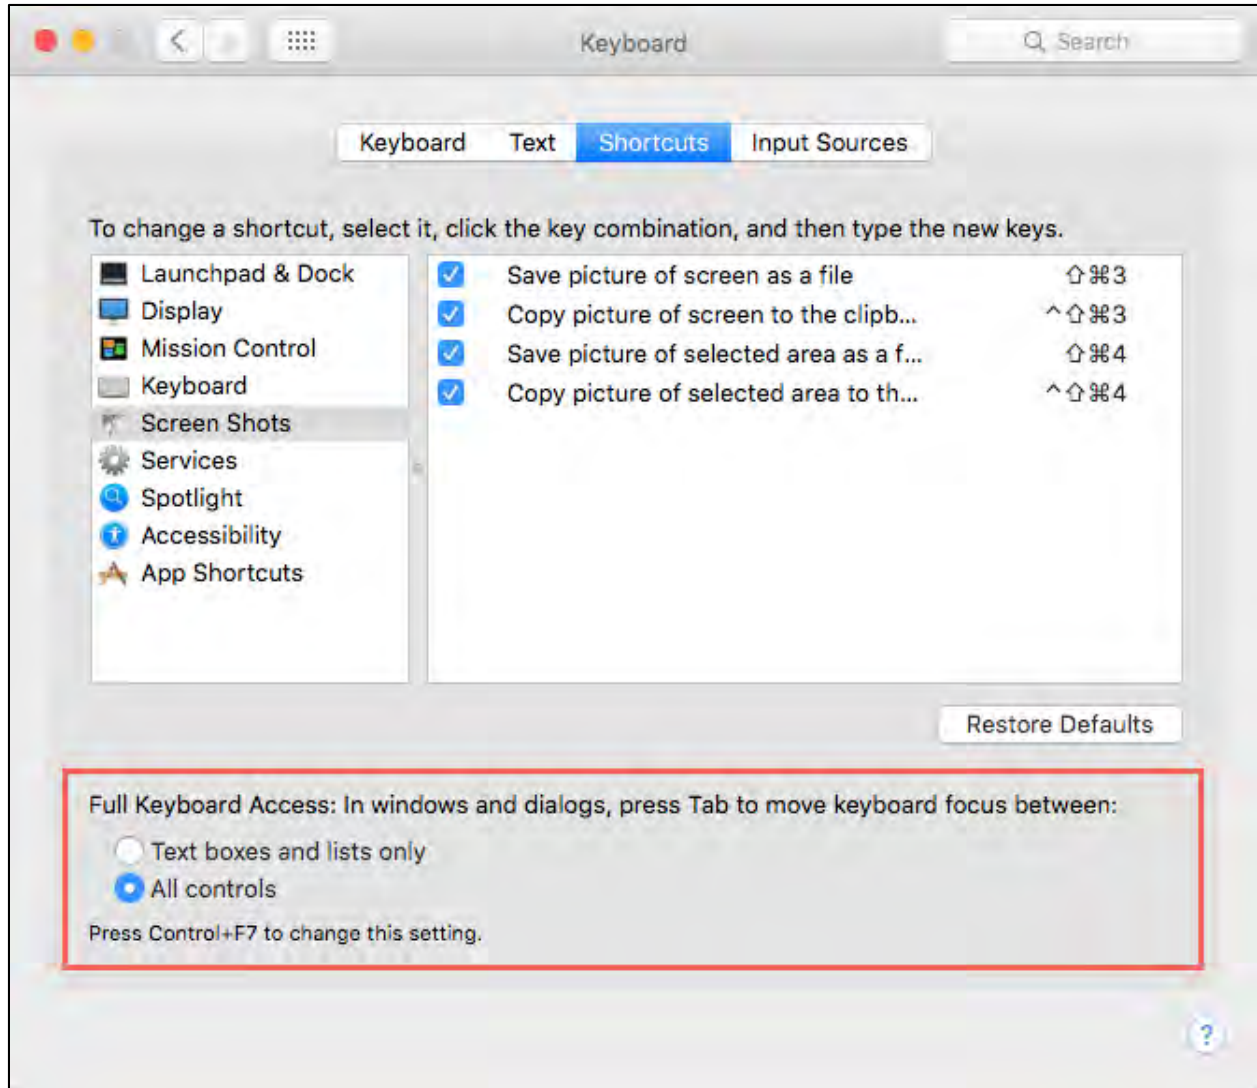 Keyboard
Search
Keyboard Text Shortcuts Input Sources
To change a shortcut, select it, click the key combination, and then type the new keys.
Launchpad & Dock
Display
Mission Control
Keyboard
Screen Shots
Services
Spotlight
Accessibility
App Shortcuts
Save picture of screen as a file ⇧⌘3
Copy picture of screen to the clipb... ^⇧⌘3
Save picture of selected area as a f... ⇧⌘4
Copy picture of selected area to th... ^⇧⌘4
Restore Defaults
Full Keyboard Access: In windows and dialogs, press Tab to move keyboard focus between:
Text boxes and lists only
All controls
Press Control+F7 to change this setting.
?